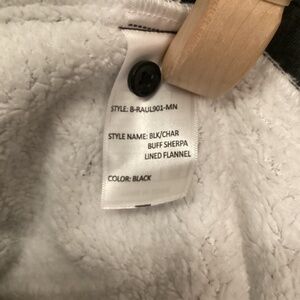 STYLE: B-RAUL901-MN
STYLE NAME: BLK/CHAR
BUFF SHERPA
LINED FLANNEL
COLOR: BLACK